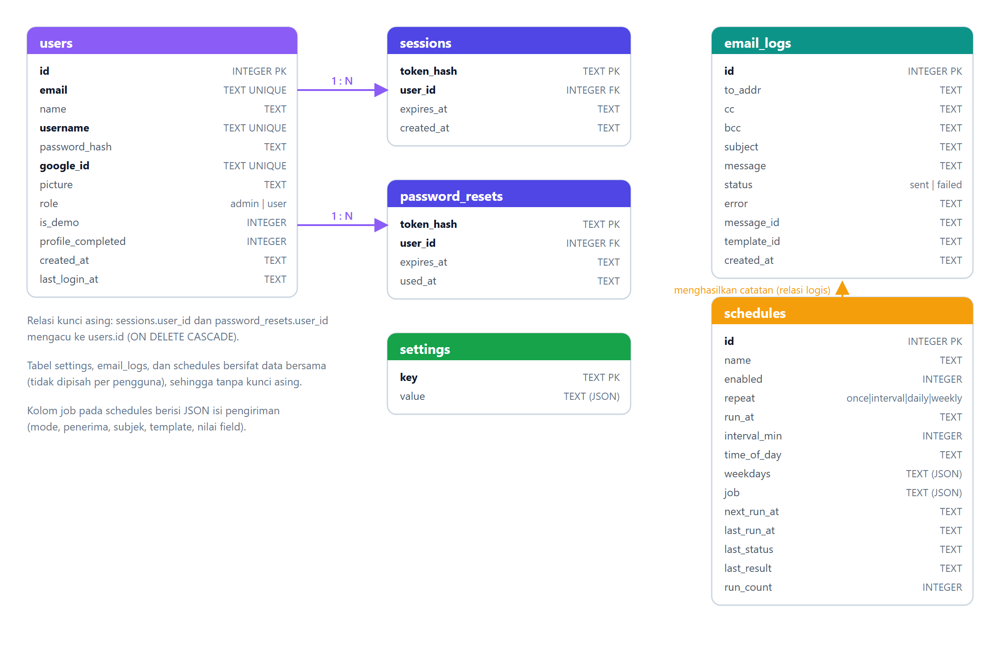 users
id INTEGER PK
email TEXT UNIQUE
name TEXT
username TEXT UNIQUE
password_hash TEXT
google_id TEXT UNIQUE
picture TEXT
role admin | user
is_demo INTEGER
profile_completed INTEGER
created_at TEXT
last_login_at TEXT
1 : N
1 : N
sessions
token_hash TEXT PK
user_id INTEGER FK
expires_at TEXT
created_at TEXT
password_resets
token_hash TEXT PK
user_id INTEGER FK
expires_at TEXT
used_at TEXT
settings
key TEXT PK
value TEXT (JSON)
email_logs
id INTEGER PK
to_addr TEXT
cc TEXT
bcc TEXT
subject TEXT
message TEXT
status sent | failed
error TEXT
message_id TEXT
template_id TEXT
created_at TEXT
menghasilkan catatan (relasi logis)
schedules
id INTEGER PK
name TEXT
enabled INTEGER
repeat once|interval|daily|weekly
run_at TEXT
interval_min INTEGER
time_of_day TEXT
weekdays TEXT (JSON)
job TEXT (JSON)
next_run_at TEXT
last_run_at TEXT
last_status TEXT
last_result TEXT
run_count INTEGER
Relasi kunci asing: sessions.user_id dan password_resets.user_id
mengacu ke users.id (ON DELETE CASCADE).
Tabel settings, email_logs, dan schedules bersifat data bersama
(tidak dipisah per pengguna), sehingga tanpa kunci asing.
Kolom job pada schedules berisi JSON isi pengiriman
(mode, penerima, subjek, template, nilai field).